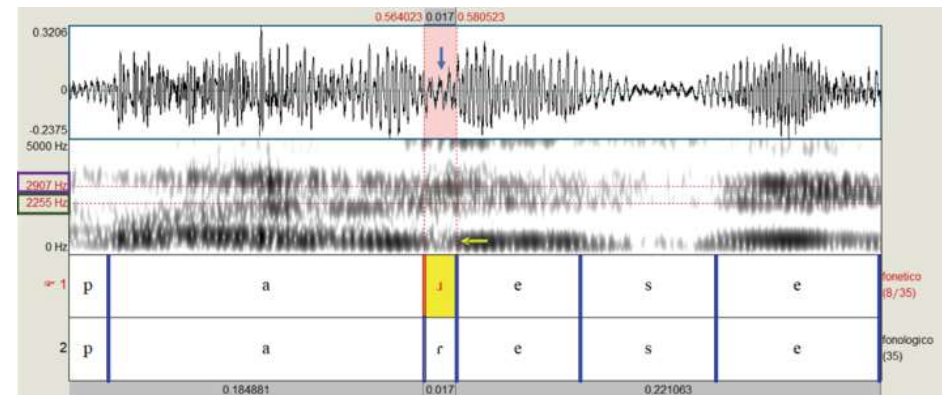 0.564023 0.017 0.580523
0.3206
0
-0.2375
5000 Hz
2907 Hz
2255 Hz
0 Hz
☞ 1 p a ɹ e s e fonetico (8/35)
2 p a ɾ e s e fonologico (35)
0.184881 0.017 0.221063